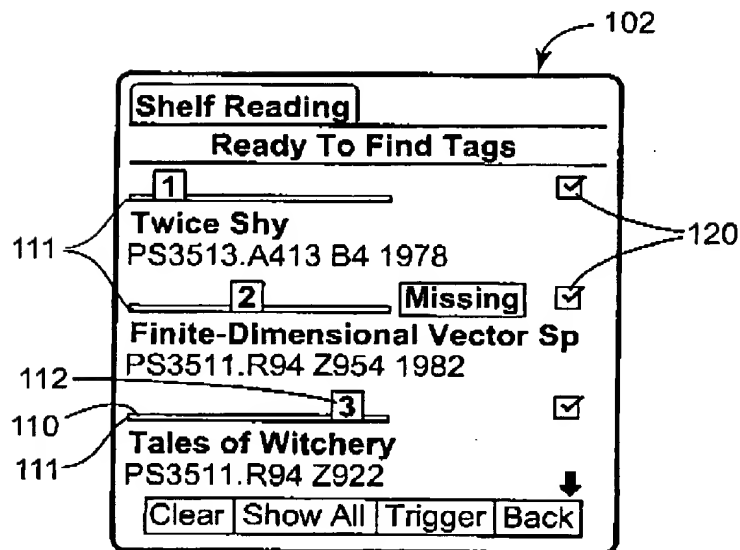 102
Shelf Reading
Ready To Find Tags
1
Twice Shy
111
120
PS3513.A413 B4 1978
2 Missing
Finite-Dimensional Vector Sp
PS3511.R94 Z954 1982
112
3
110
111
Tales of Witchery
PS3511.R94 Z922
Clear Show All Trigger Back